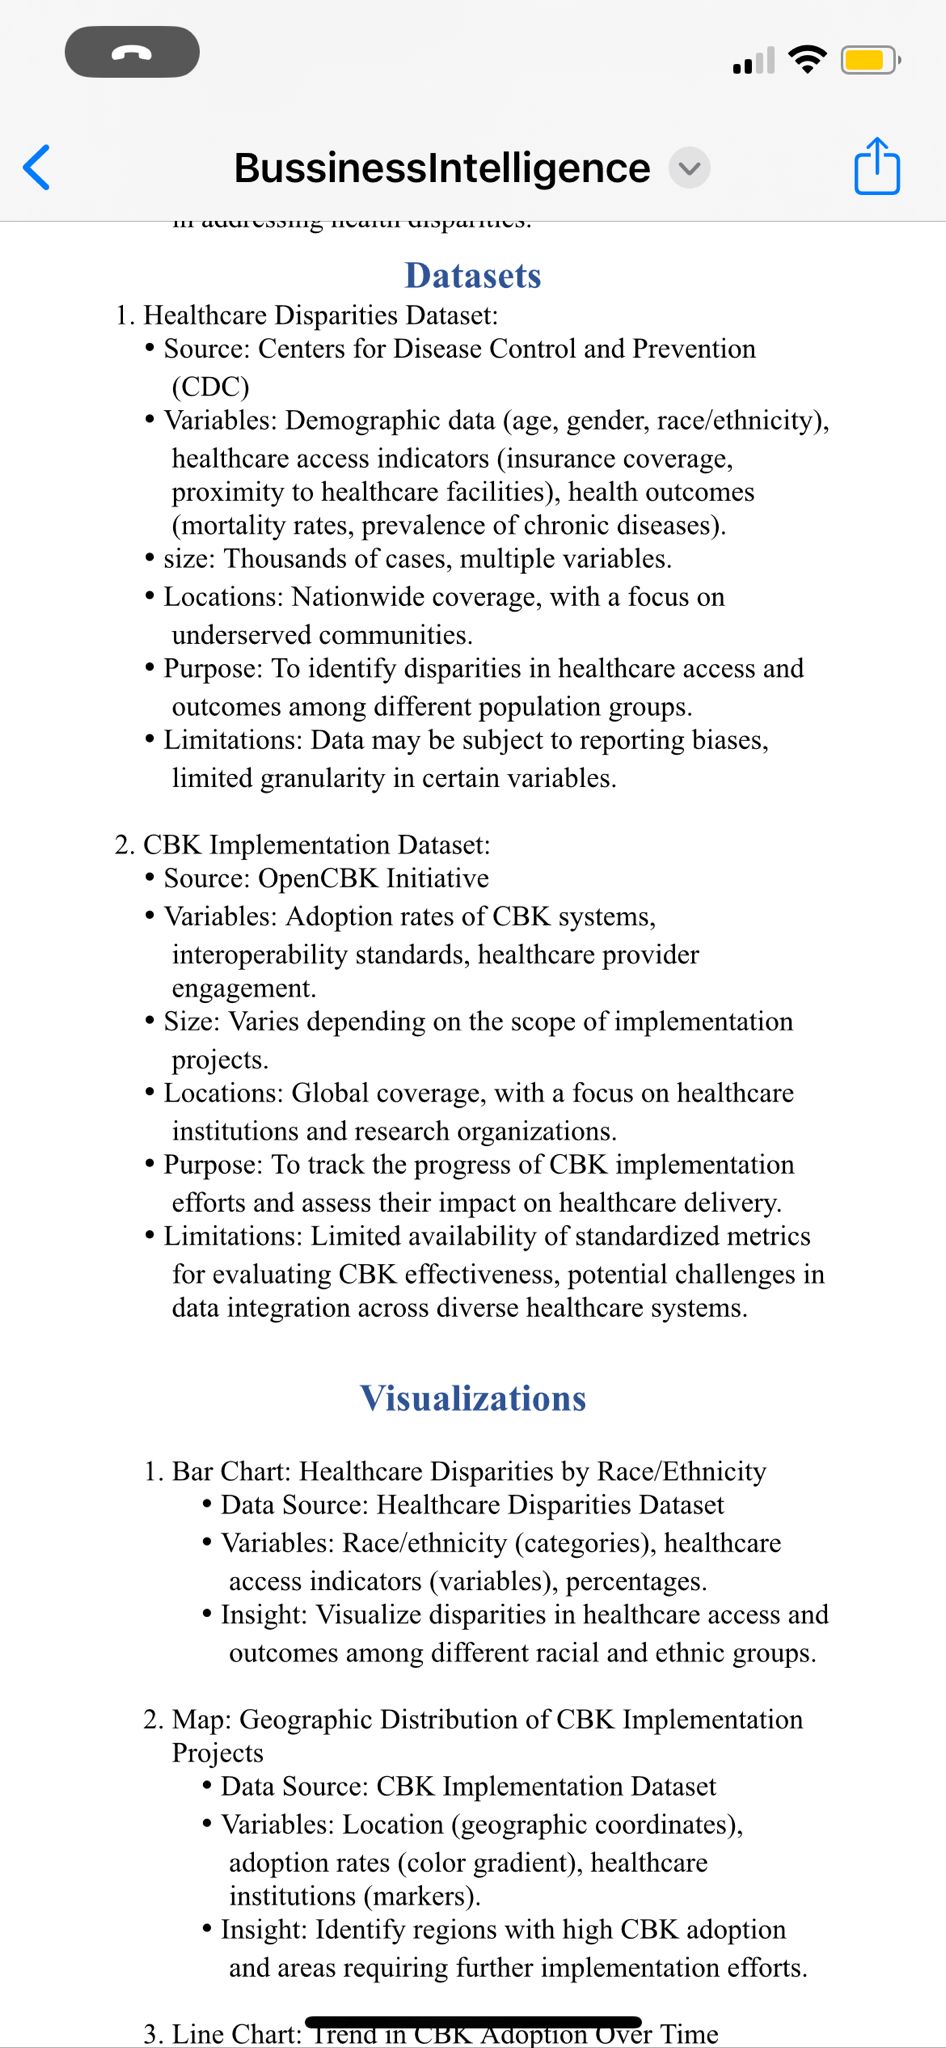 BussinessIntelligence
in addressing health disparities.
Datasets
1. Healthcare Disparities Dataset:
• Source: Centers for Disease Control and Prevention
(CDC)
• Variables: Demographic data (age, gender, race/ethnicity),
healthcare access indicators (insurance coverage,
proximity to healthcare facilities), health outcomes
(mortality rates, prevalence of chronic diseases).
• size: Thousands of cases, multiple variables.
• Locations: Nationwide coverage, with a focus on
underserved communities.
• Purpose: To identify disparities in healthcare access and
outcomes among different population groups.
• Limitations: Data may be subject to reporting biases,
limited granularity in certain variables.
2. CBK Implementation Dataset:
• Source: OpenCBK Initiative
• Variables: Adoption rates of CBK systems,
interoperability standards, healthcare provider
engagement.
• Size: Varies depending on the scope of implementation
projects.
• Locations: Global coverage, with a focus on healthcare
institutions and research organizations.
• Purpose: To track the progress of CBK implementation
efforts and assess their impact on healthcare delivery.
• Limitations: Limited availability of standardized metrics
for evaluating CBK effectiveness, potential challenges in
data integration across diverse healthcare systems.
Visualizations
1. Bar Chart: Healthcare Disparities by Race/Ethnicity
• Data Source: Healthcare Disparities Dataset
• Variables: Race/ethnicity (categories), healthcare
access indicators (variables), percentages.
• Insight: Visualize disparities in healthcare access and
outcomes among different racial and ethnic groups.
2. Map: Geographic Distribution of CBK Implementation
Projects
• Data Source: CBK Implementation Dataset
• Variables: Location (geographic coordinates),
adoption rates (color gradient), healthcare
institutions (markers).
• Insight: Identify regions with high CBK adoption
and areas requiring further implementation efforts.
3. Line Chart: Trend in CBK Adoption Over Time